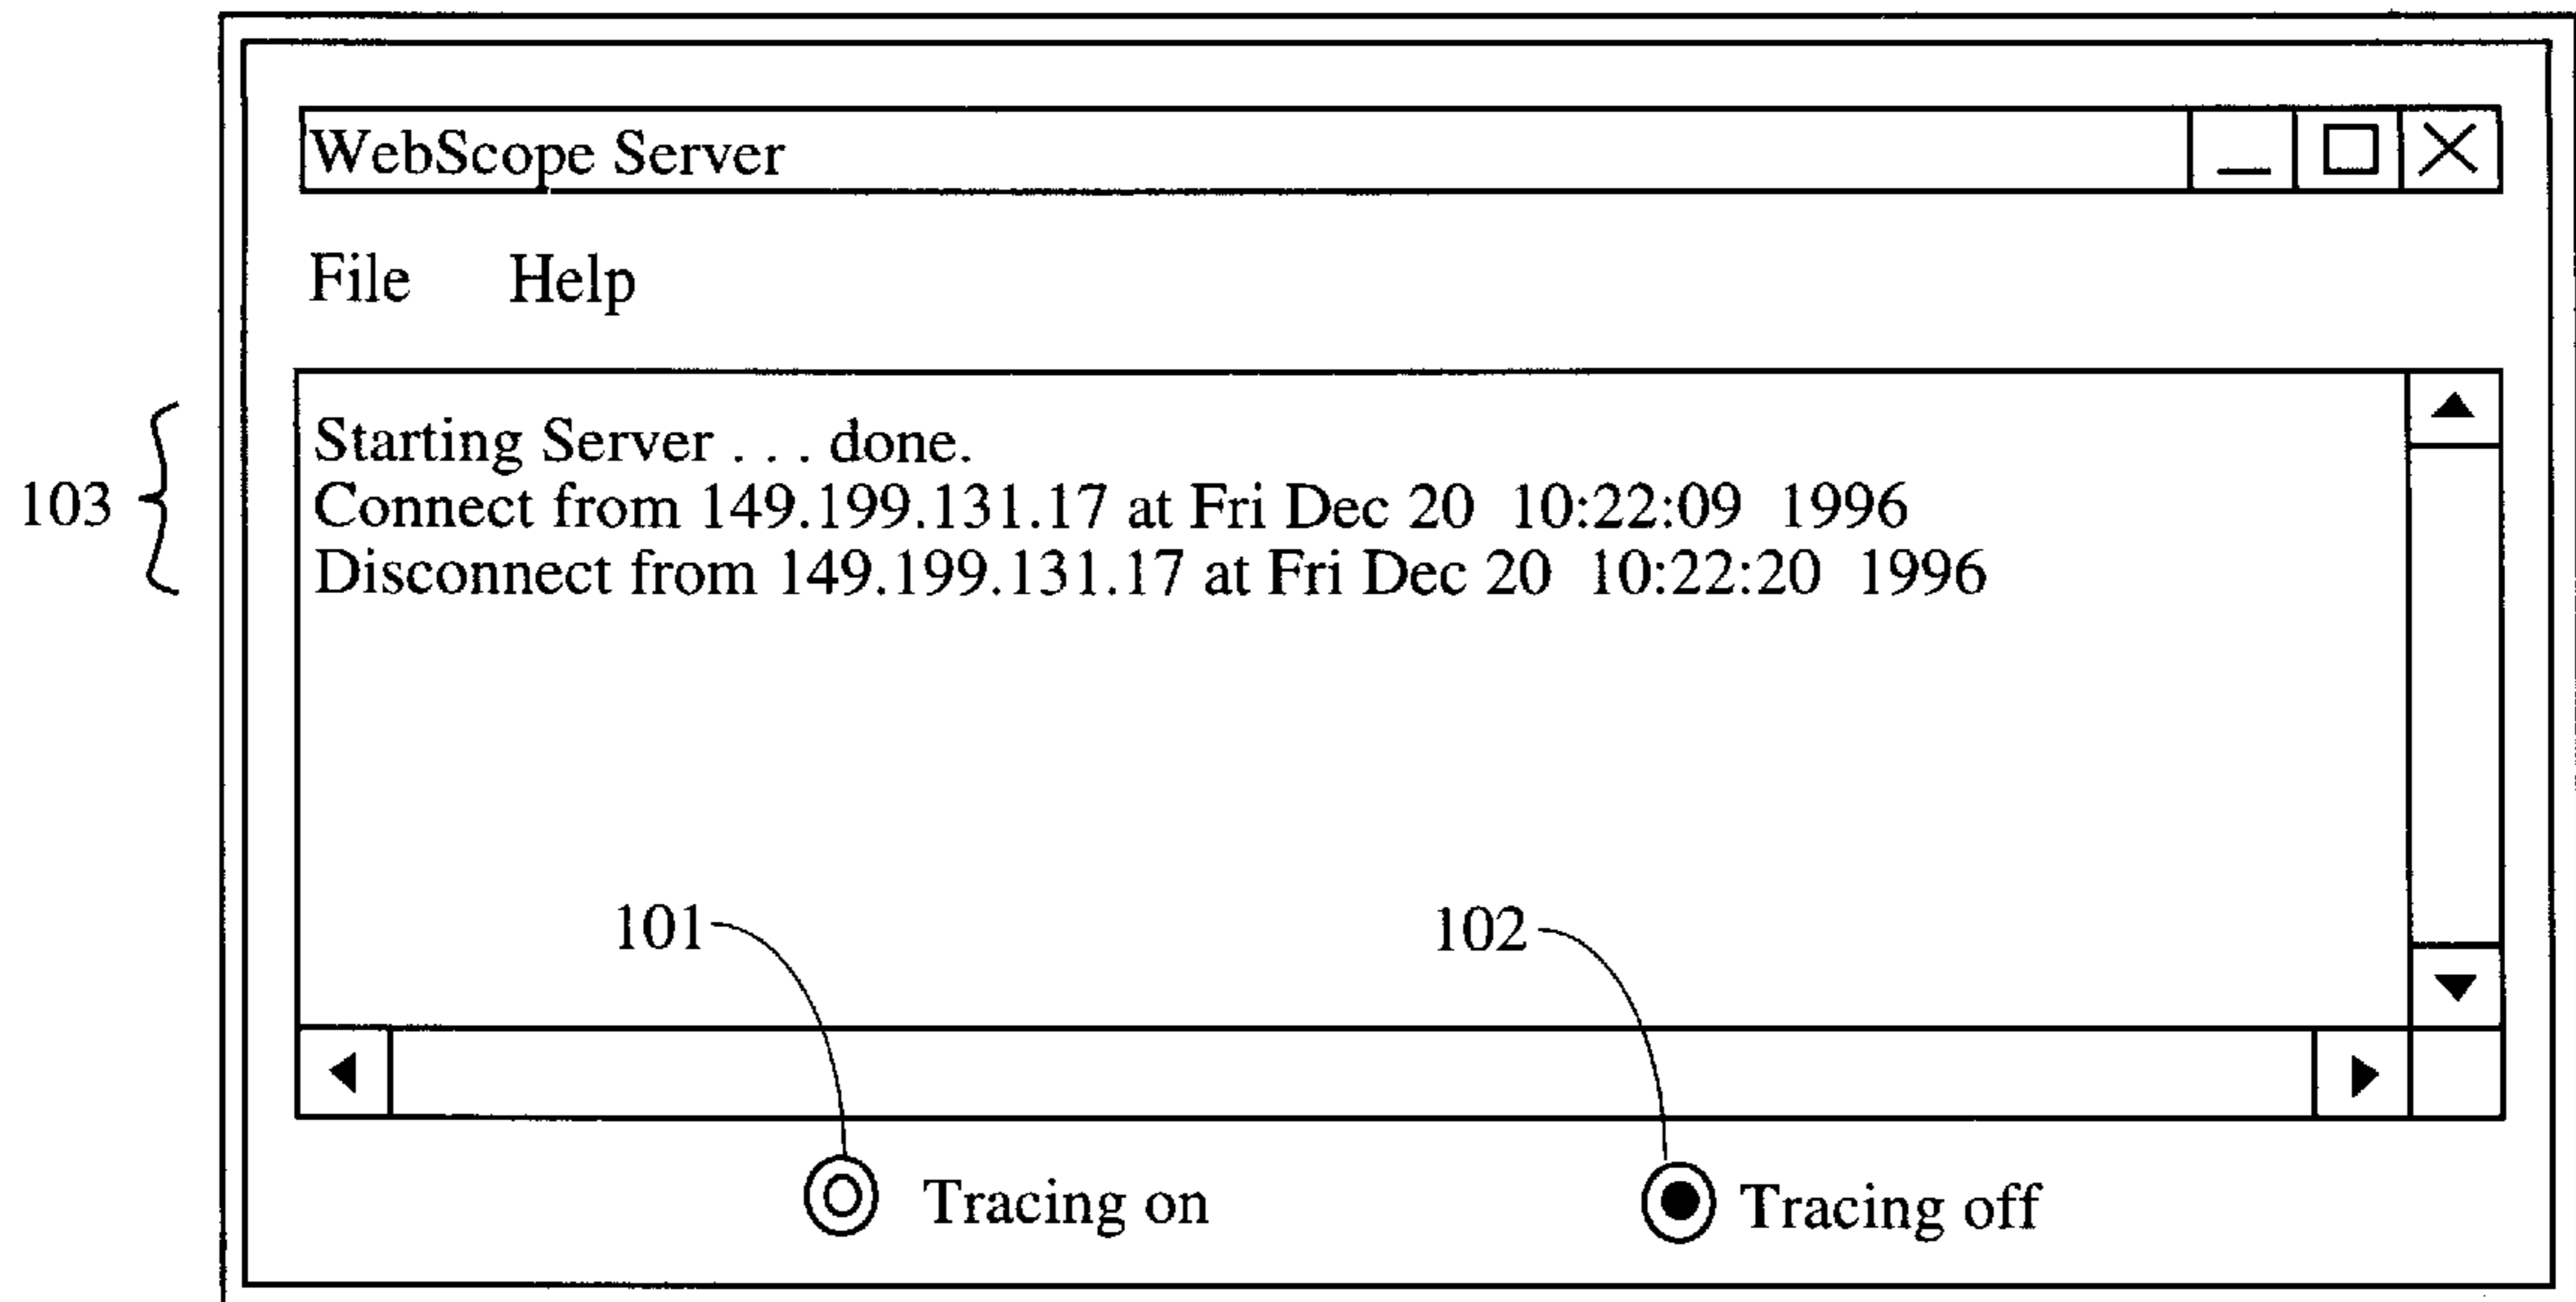 WebScope Server
File Help
Starting Server . . . done.
103
Connect from 149.199.131.17 at Fri Dec 20 10:22:09 1996
Disconnect from 149.199.131.17 at Fri Dec 20 10:22:20 1996
101 102
Tracing on Tracing off